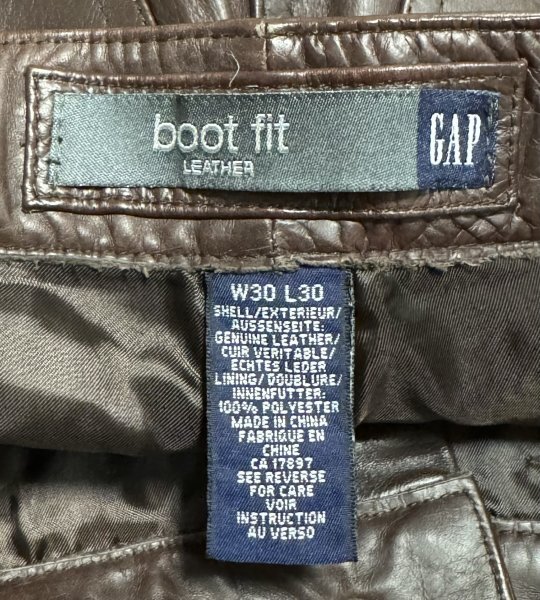 boot fit
LEATHER
GAP
W30 L30
SHELL/EXTERIEUR/
AUSSENSEITE:
GENUINE LEATHER/
CUIR VERITABLE/
ECHTES LEDER
LINING/DOUBLURE/
INNENFUTTER:
100% POLYESTER
MADE IN CHINA
FABRIQUE EN
CHINE
CA 17897
SEE REVERSE
FOR CARE
VOIR
INSTRUCTION
AU VERSO